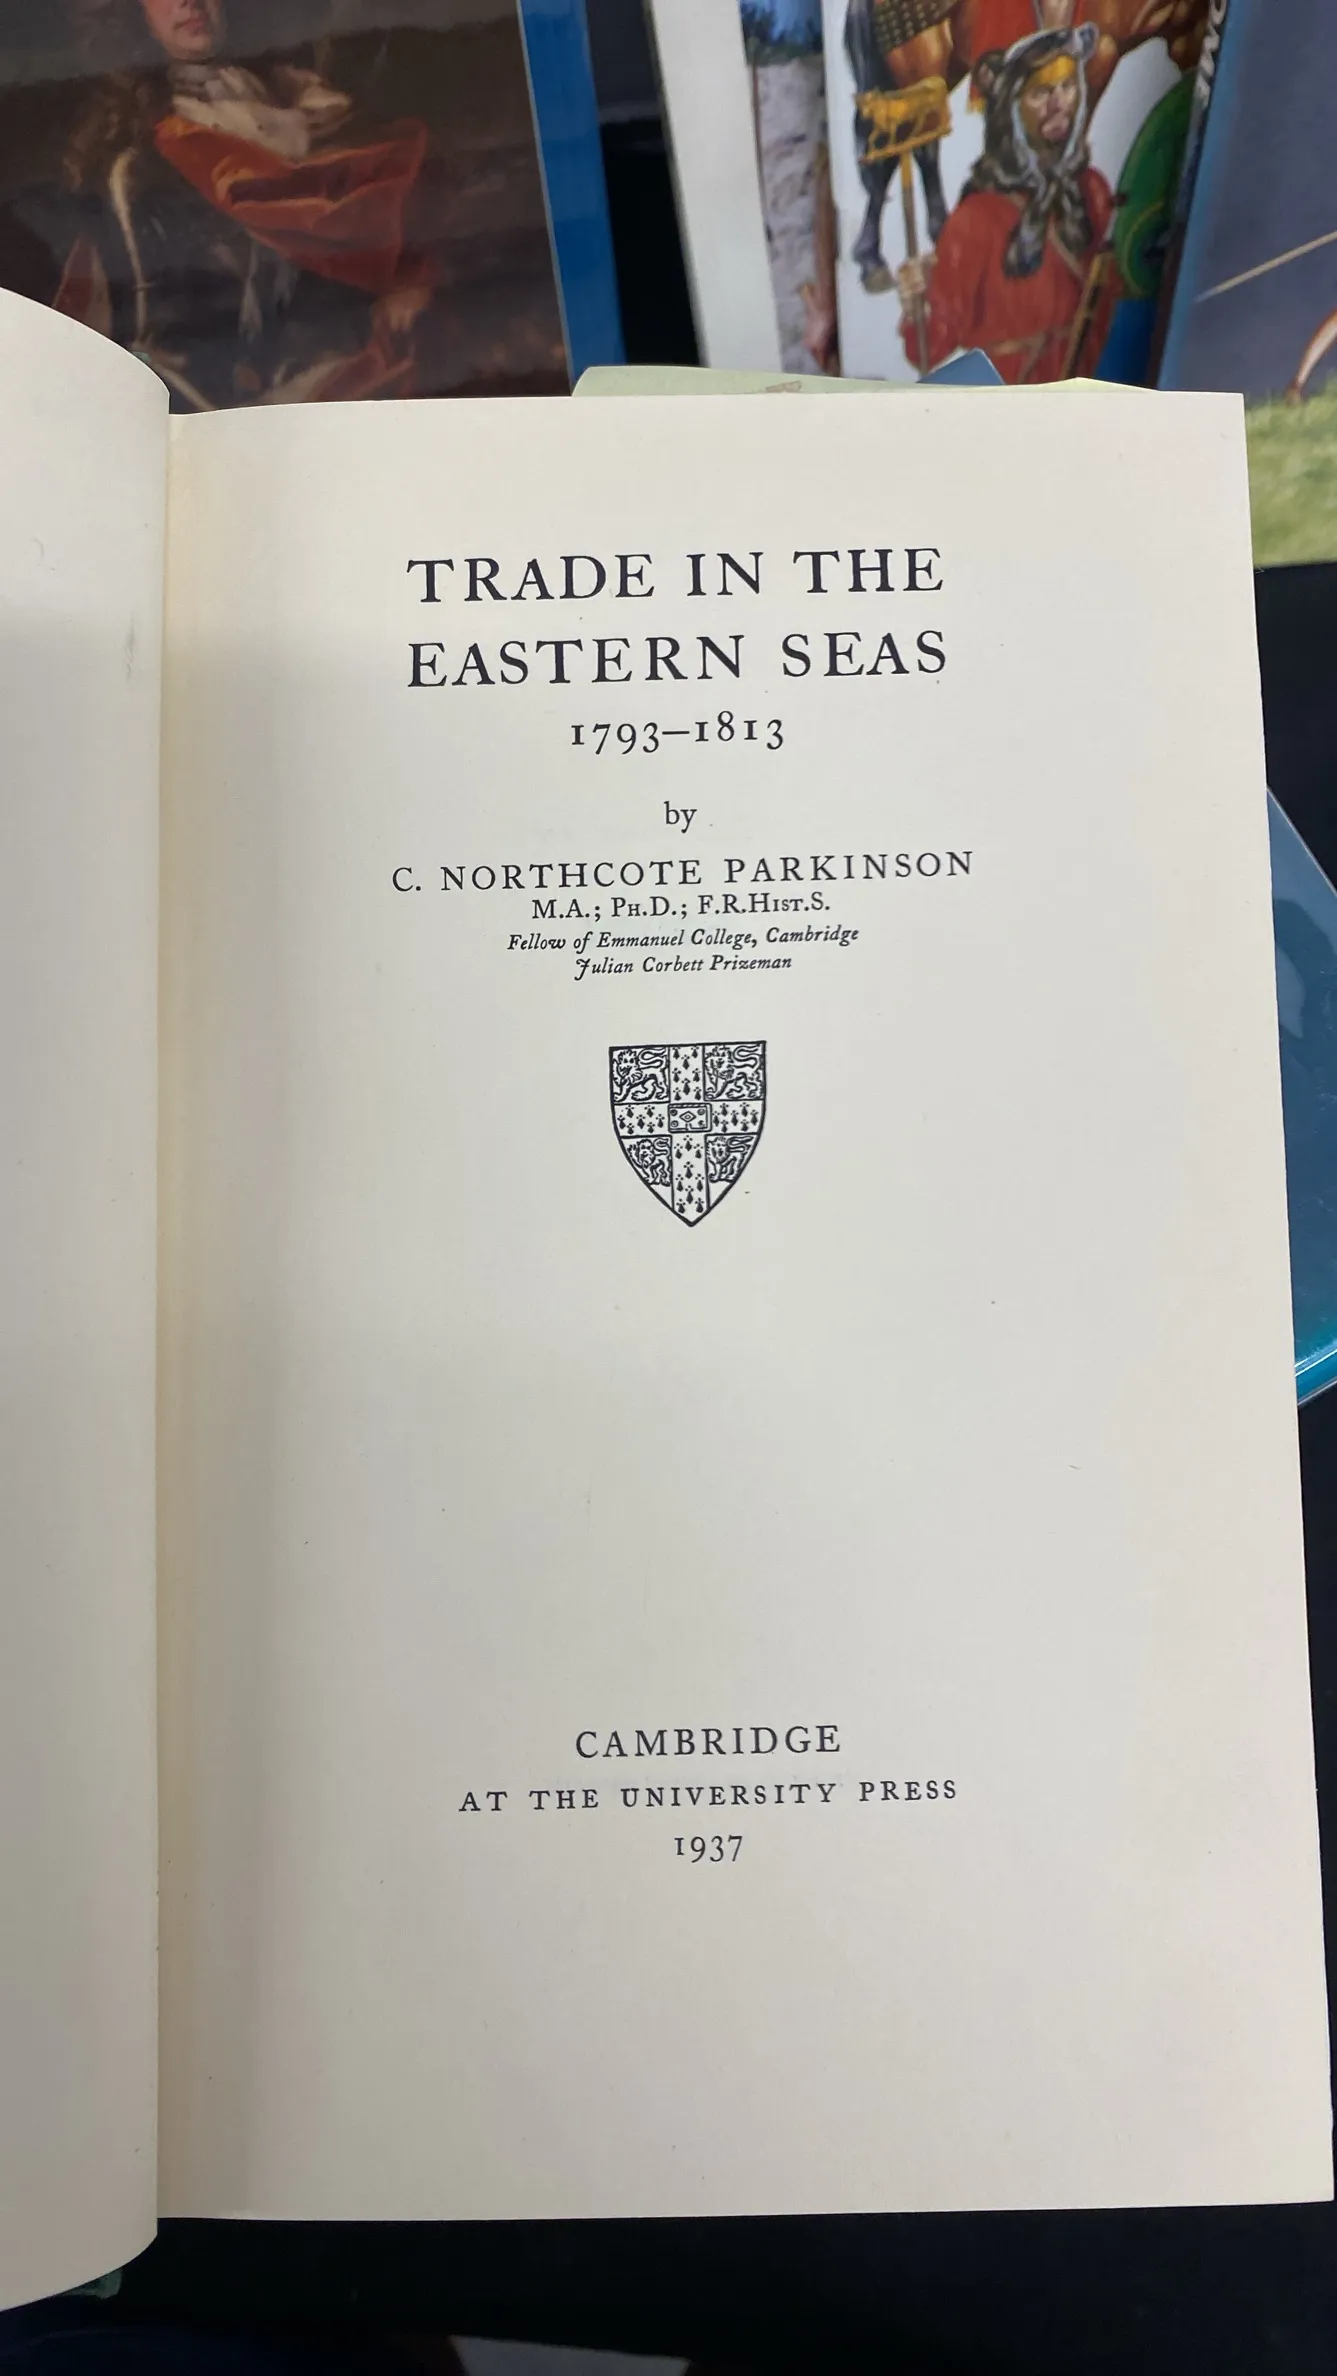 TRADE IN THE
EASTERN SEAS
1793–1813
by
C. NORTHCOTE PARKINSON
M.A.; PH.D.; F.R.HIST.S.
Fellow of Emmanuel College, Cambridge
Julian Corbett Prizeman
CAMBRIDGE
AT THE UNIVERSITY PRESS
1937